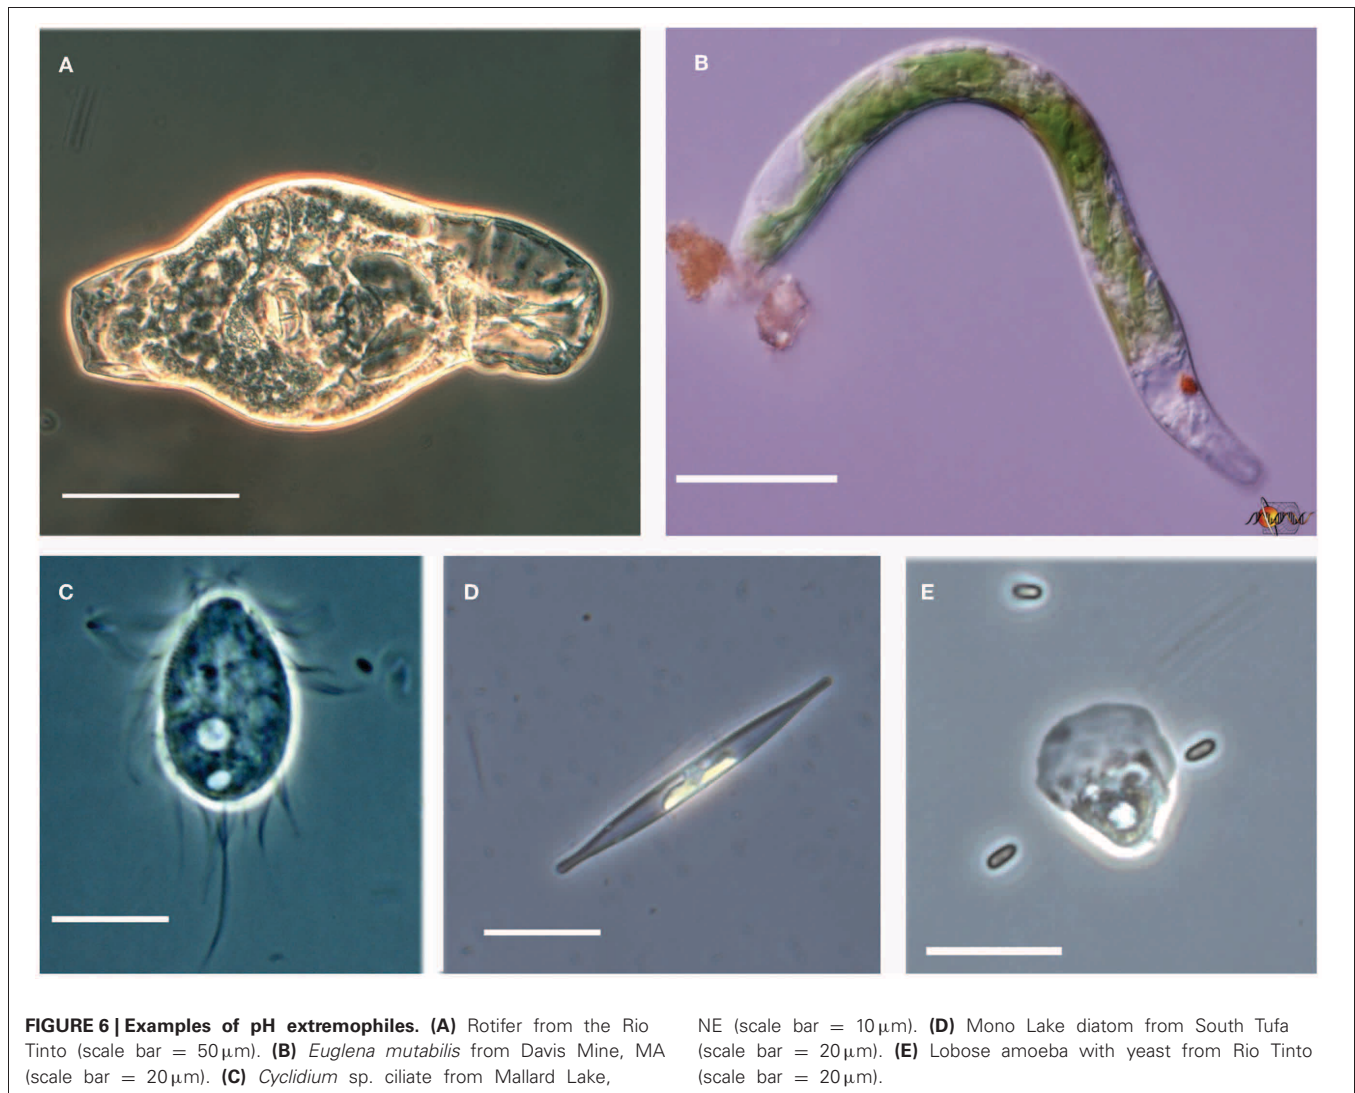 A
B
C
D
E
FIGURE 6 | Examples of pH extremophiles. (A) Rotifer from the Rio
Tinto (scale bar = 50 μm). (B) Euglena mutabilis from Davis Mine, MA
(scale bar = 20 μm). (C) Cyclidium sp. ciliate from Mallard Lake,
NE (scale bar = 10 μm). (D) Mono Lake diatom from South Tufa
(scale bar = 20 μm). (E) Lobose amoeba with yeast from Rio Tinto
(scale bar = 20 μm).